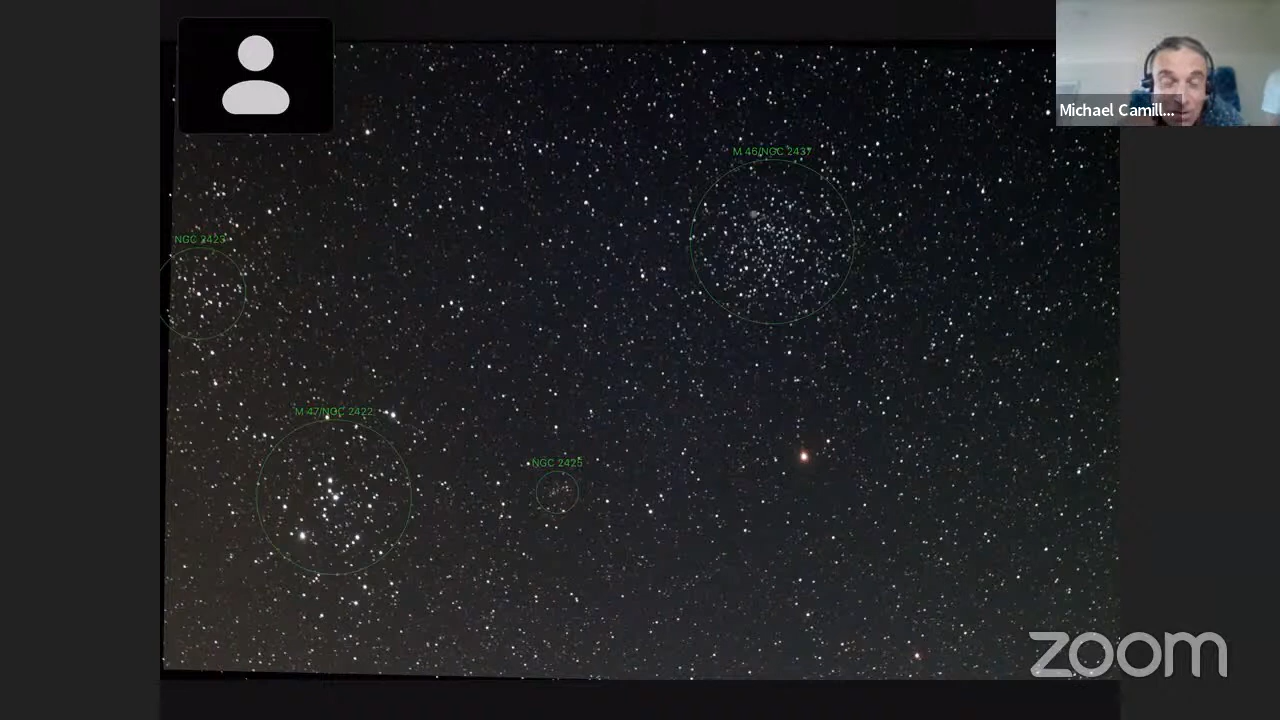 Michael Camill...
M 46/NGC 2437
NGC 2423
M 47/NGC 2422
NGC 2425
zoom